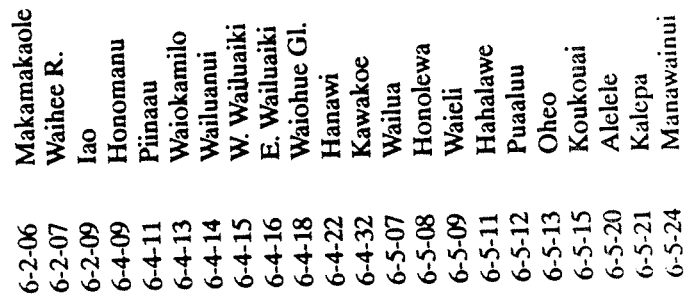 6-2-06 Makamakaole
6-2-07 Waihee R.
6-2-09 Iao
6-4-09 Honomanu
6-4-11 Piinaau
6-4-13 Waiokamilo
6-4-14 Wailuanui
6-4-15 W. Wailuaiki
6-4-16 E. Wailuaiki
6-4-18 Waiohue Gl.
6-4-22 Hanawi
6-4-32 Kawakoe
6-5-07 Wailua
6-5-08 Honolewa
6-5-09 Waieli
6-5-11 Hahalawe
6-5-12 Puaaluu
6-5-13 Oheo
6-5-15 Koukouai
6-5-20 Alelele
6-5-21 Kalepa
6-5-24 Manawainui